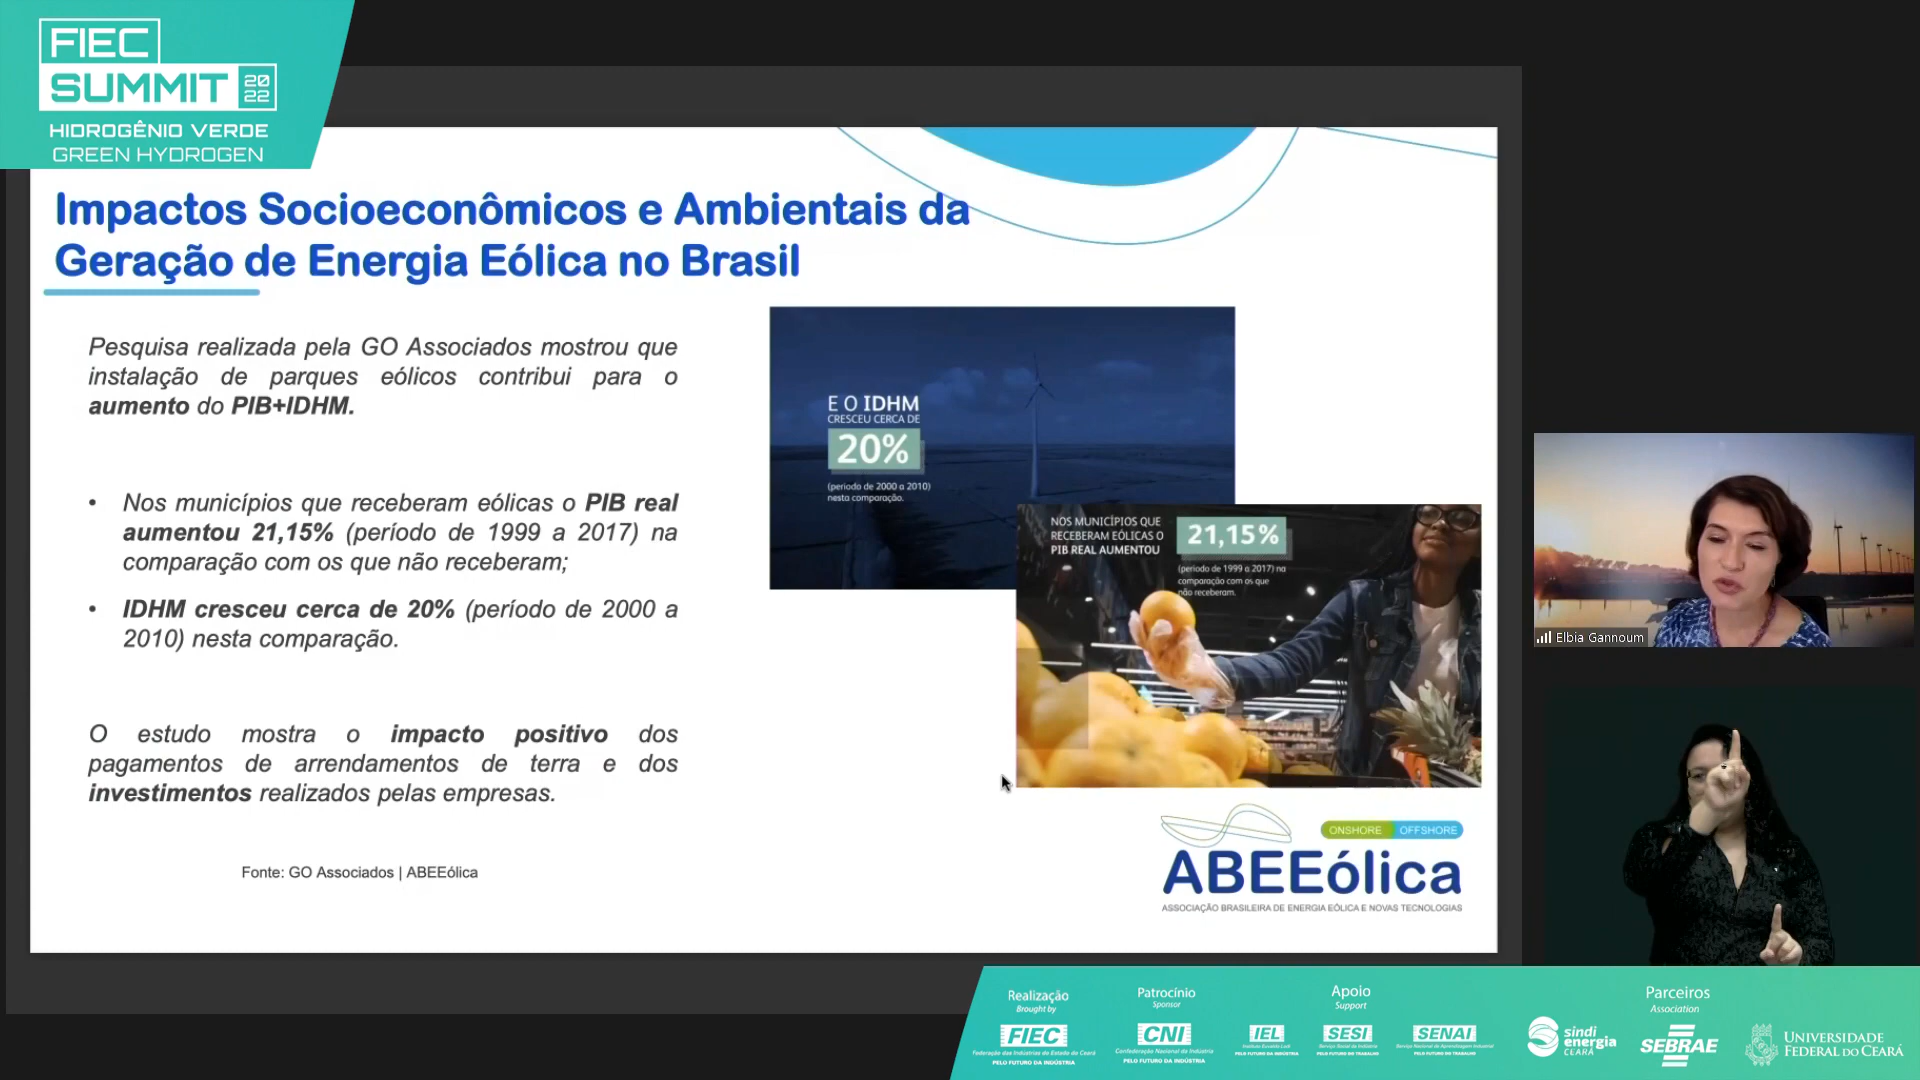 FIEC
SUMMIT 2022
HIDROGÊNIO VERDE
GREEN HYDROGEN
Impactos Socioeconômicos e Ambientais da
Geração de Energia Eólica no Brasil
Pesquisa realizada pela GO Associados mostrou que
instalação de parques eólicos contribui para o
aumento do PIB+IDHM.
• Nos municípios que receberam eólicas o PIB real
aumentou 21,15% (período de 1999 a 2017) na
comparação com os que não receberam;
• IDHM cresceu cerca de 20% (período de 2000 a
2010) nesta comparação.
O estudo mostra o impacto positivo dos
pagamentos de arrendamentos de terra e dos
investimentos realizados pelas empresas.
Fonte: GO Associados | ABEEólica
E O IDHM
CRESCEU CERCA DE
20%
(período de 2000 a 2010)
nesta comparação.
NOS MUNICÍPIOS QUE
RECEBERAM EÓLICAS O
PIB REAL AUMENTOU
21,15%
(período de 1999 a 2017) na
comparação com os que
não receberam.
ONSHORE OFFSHORE
ABEEólica
ASSOCIAÇÃO BRASILEIRA DE ENERGIA EÓLICA E NOVAS TECNOLOGIAS
Elbia Gannoum
Realização
Brought by
FIEC
Federação das Indústrias do Estado do Ceará
PELO FUTURO DA INDÚSTRIA
Patrocínio
Sponsor
CNI
Confederação Nacional da Indústria
PELO FUTURO DA INDÚSTRIA
Apoio
Support
IEL
Instituto Euvaldo Lodi
PELO FUTURO DA INDÚSTRIA
SESI
Serviço Social da Indústria
PELO FUTURO DO TRABALHO
SENAI
Serviço Nacional de Aprendizagem Industrial
PELO FUTURO DO TRABALHO
Parceiros
Association
sindi
energia
CEARÁ
SEBRAE
UNIVERSIDADE
FEDERAL DO CEARÁ